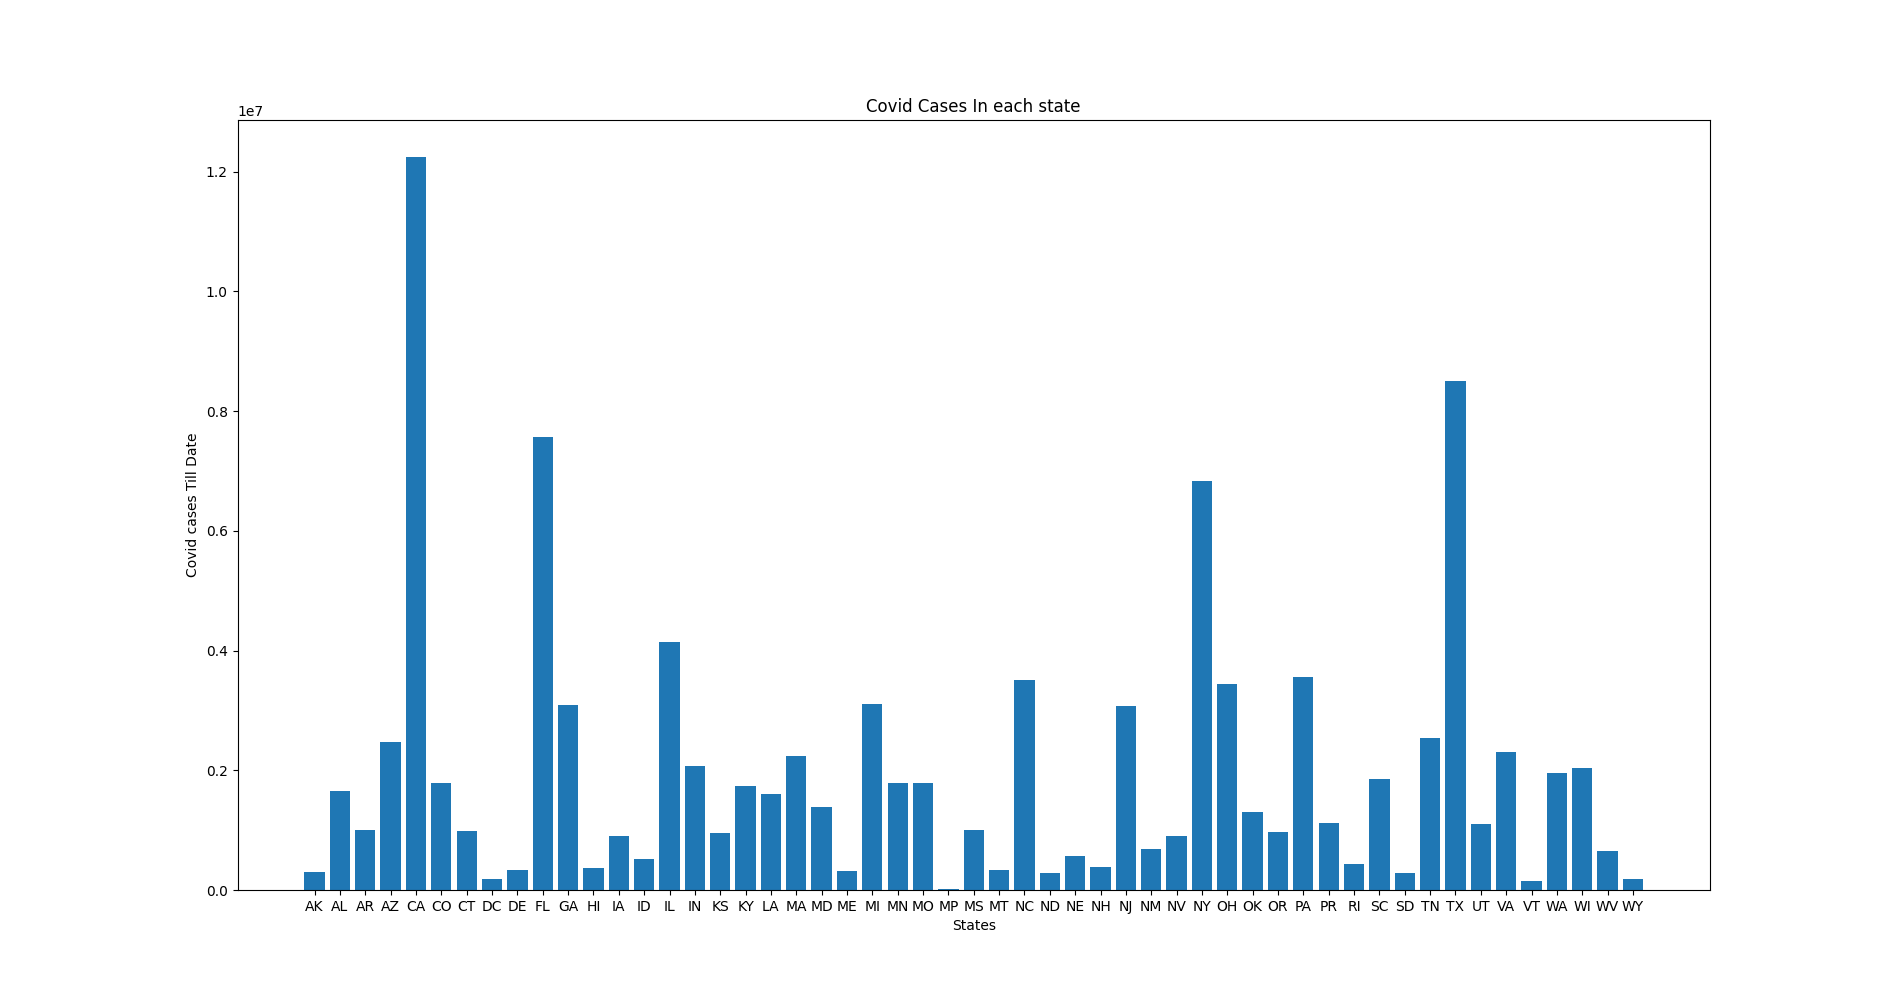 Covid Cases In each state
1e7
1.2
1.0
0.8
0.6
0.4
0.2
0.0
Covid cases Till Date
AK AL AR AZ CA CO CT DC DE FL GA HI IA ID IL IN KS KY LA MA MD ME MI MN MO MP MS MT NC ND NE NH NJ NM NV NY OH OK OR PA PR RI SC SD TN TX UT VA VT WA WI WV WY
States